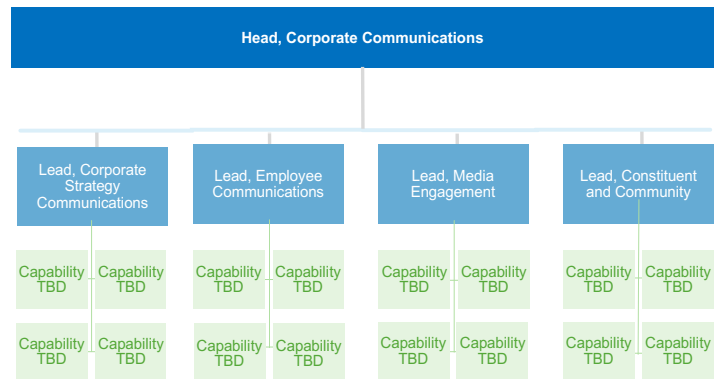 Head, Corporate Communications
Lead, Corporate
Strategy
Communications
Lead, Employee
Communications
Lead, Media
Engagement
Lead, Constituent
and Community
Capability
TBD
Capability
TBD
Capability
TBD
Capability
TBD
Capability
TBD
Capability
TBD
Capability
TBD
Capability
TBD
Capability
TBD
Capability
TBD
Capability
TBD
Capability
TBD
Capability
TBD
Capability
TBD
Capability
TBD
Capability
TBD